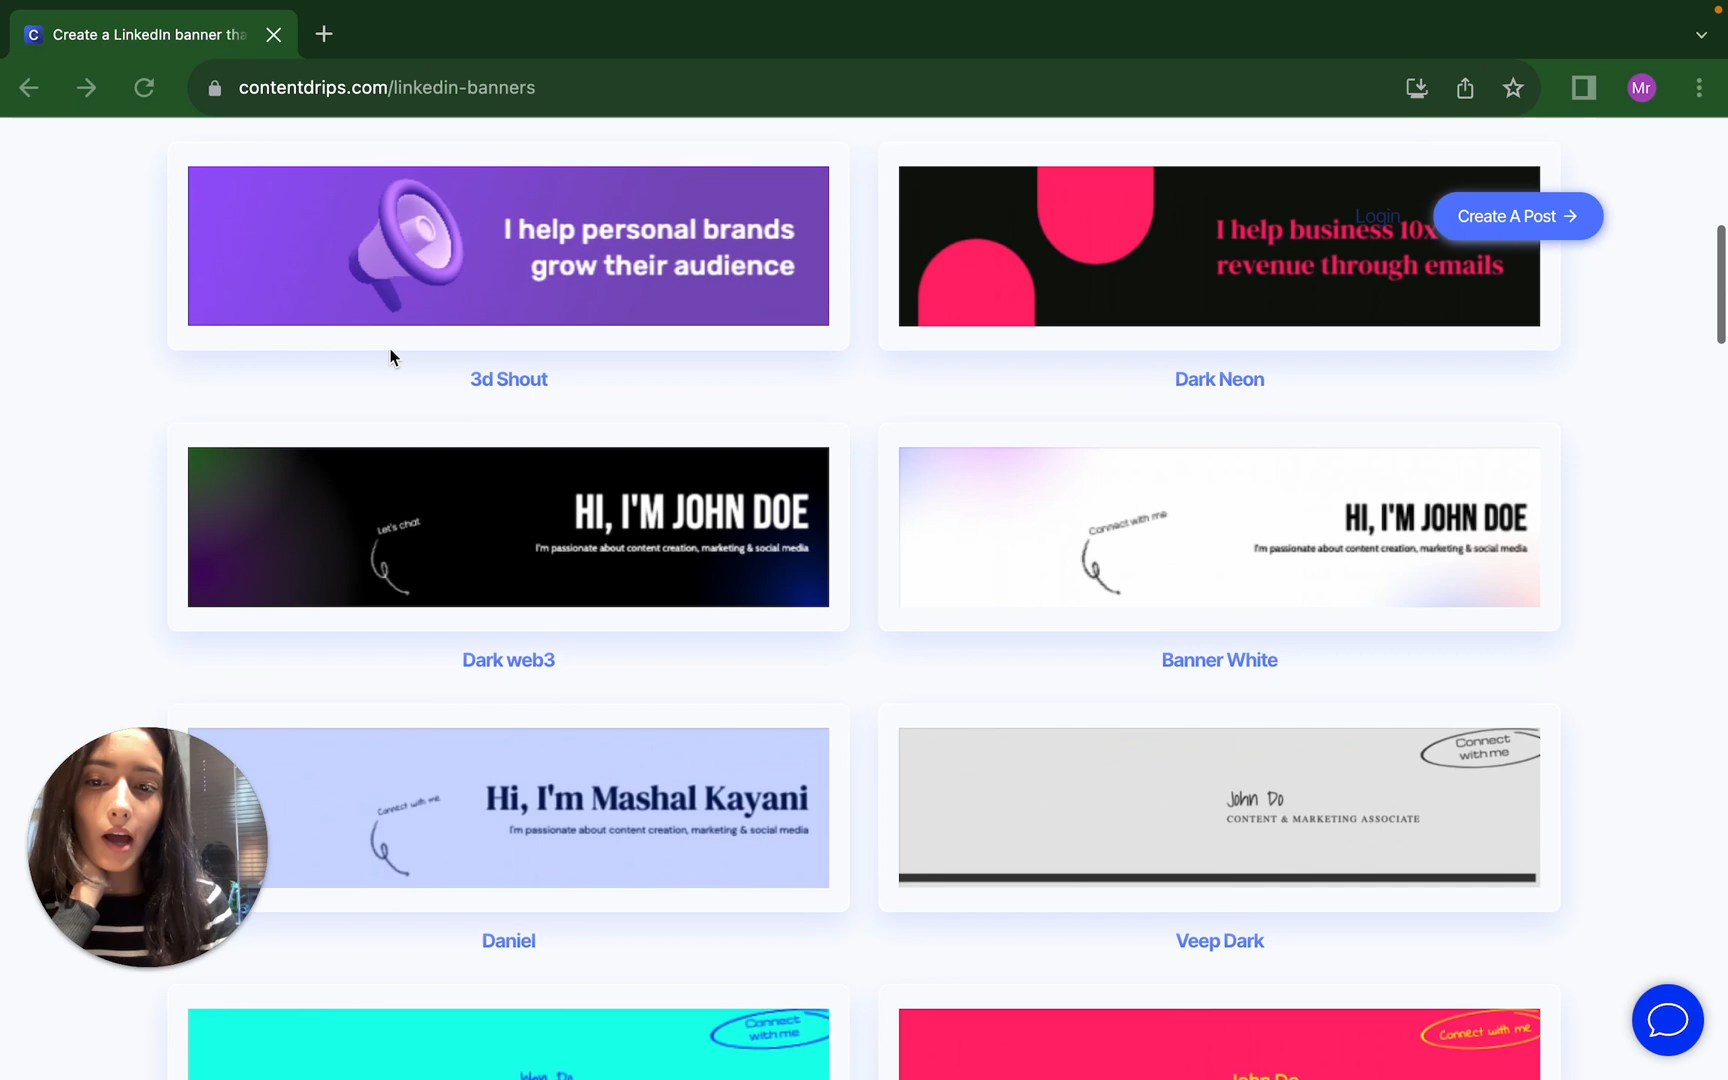 C Create a LinkedIn banner tha
contentdrips.com/linkedin-banners
Mr
I help personal brands
grow their audience
I help business 10x
revenue through emails
Login
Create A Post →
3d Shout
Dark Neon
Let's chat
HI, I'M JOHN DOE
I'm passionate about content creation, marketing & social media
Connect with me
HI, I'M JOHN DOE
I'm passionate about content creation, marketing & social media
Dark web3
Banner White
Connect with me
Hi, I'm Mashal Kayani
I'm passionate about content creation, marketing & social media
Connect
with me
John Do
CONTENT & MARKETING ASSOCIATE
Daniel
Veep Dark
Connect
with me
Connect with me
John Do